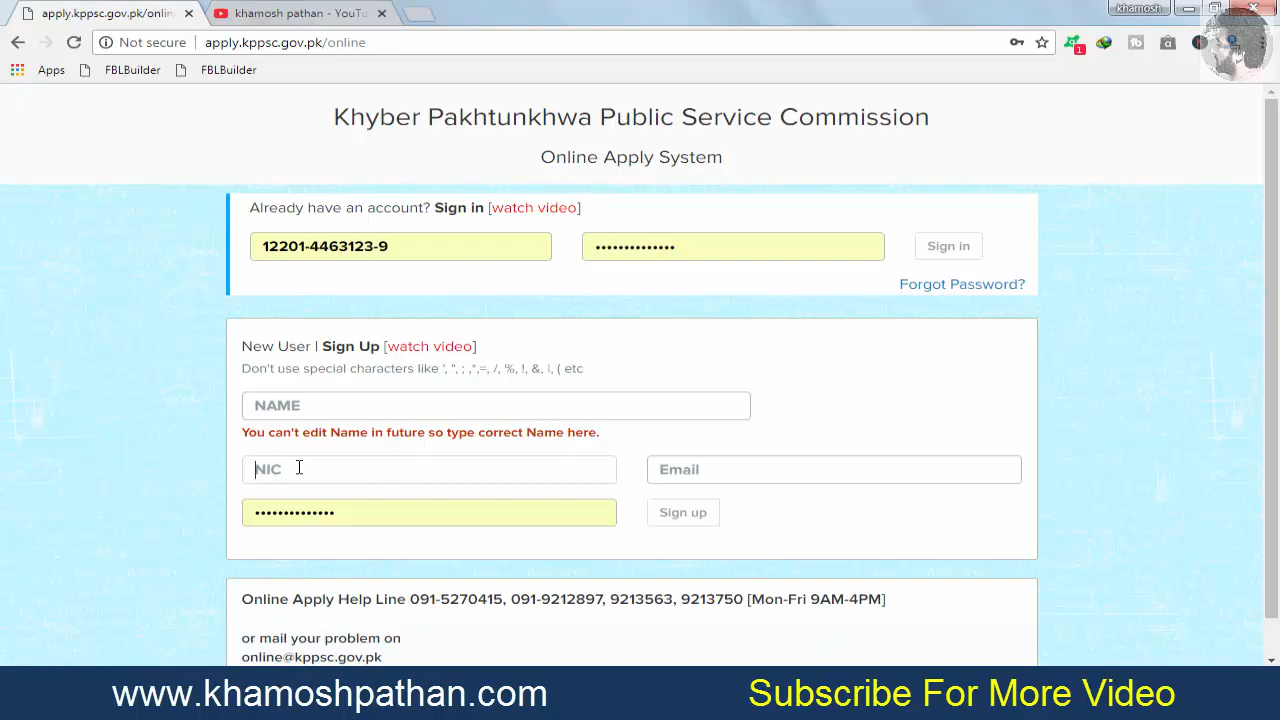 apply.kppsc.gov.pk/onlin
khamosh pathan - YouTu
khamosh
Not secure
apply.kppsc.gov.pk/online
1
Apps
FBLBuilder
FBLBuilder
Khyber Pakhtunkhwa Public Service Commission
Online Apply System
Already have an account? Sign in [watch video]
12201-4463123-9
••••••••••••••
Sign in
Forgot Password?
New User | Sign Up [watch video]
Don't use special characters like ', ", ; ,*,=, /, %, !, &, |, ( etc
NAME
You can't edit Name in future so type correct Name here.
NIC
Email
••••••••••••••
Sign up
Online Apply Help Line 091-5270415, 091-9212897, 9213563, 9213750 [Mon-Fri 9AM-4PM]
or mail your problem on
online@kppsc.gov.pk
www.khamoshpathan.com
Subscribe For More Video